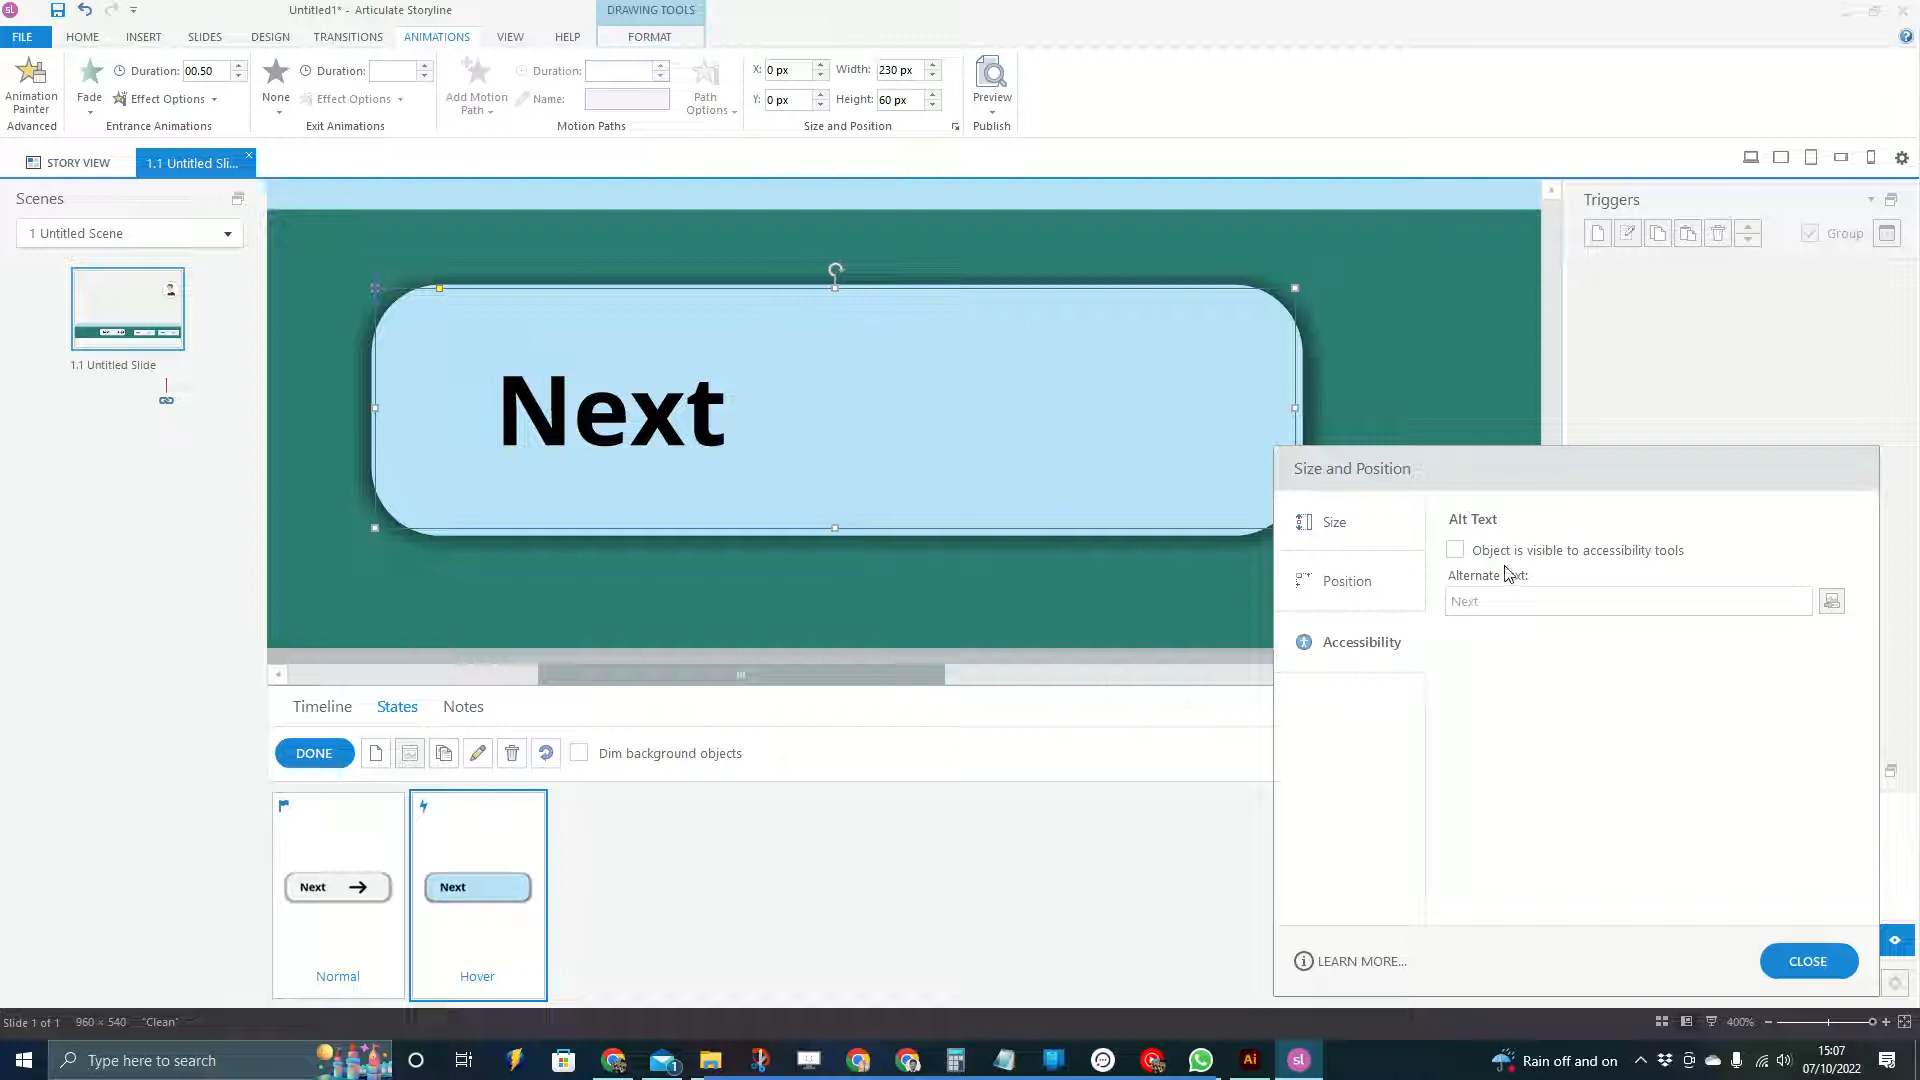 Untitled1* - Articulate Storyline
DRAWING TOOLS
FILE HOME INSERT SLIDES DESIGN TRANSITIONS ANIMATIONS VIEW HELP FORMAT
Animation Painter
Advanced
Fade
Duration: 00.50
Effect Options
Entrance Animations
None
Duration:
Effect Options
Exit Animations
Add Motion Path
Duration:
Name:
Path Options
Motion Paths
X: 0 px Width: 230 px
Y: 0 px Height: 60 px
Size and Position
Preview
Publish
STORY VIEW
1.1 Untitled Sli...
Scenes
1 Untitled Scene
1.1 Untitled Slide
Next
Triggers
Group
Size and Position
Size
Position
Accessibility
Alt Text
Object is visible to accessibility tools
Alternate
Next
LEARN MORE...
CLOSE
Timeline States Notes
DONE
Dim background objects
Next
Normal
Next
Hover
Slide 1 of 1 960 × 540 "Clean"
400%
Type here to search
Rain off and on
15:07
07/10/2022